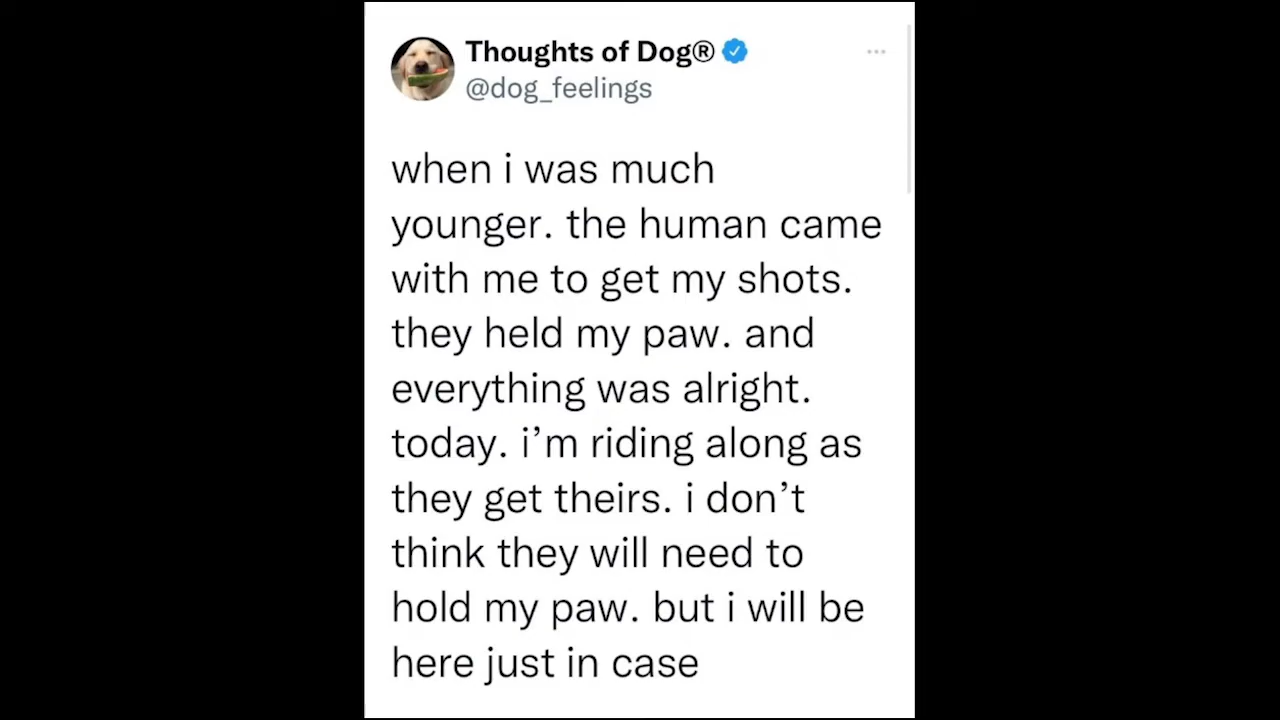 Thoughts of Dog®
@dog_feelings
when i was much
younger. the human came
with me to get my shots.
they held my paw. and
everything was alright.
today. i’m riding along as
they get theirs. i don’t
think they will need to
hold my paw. but i will be
here just in case